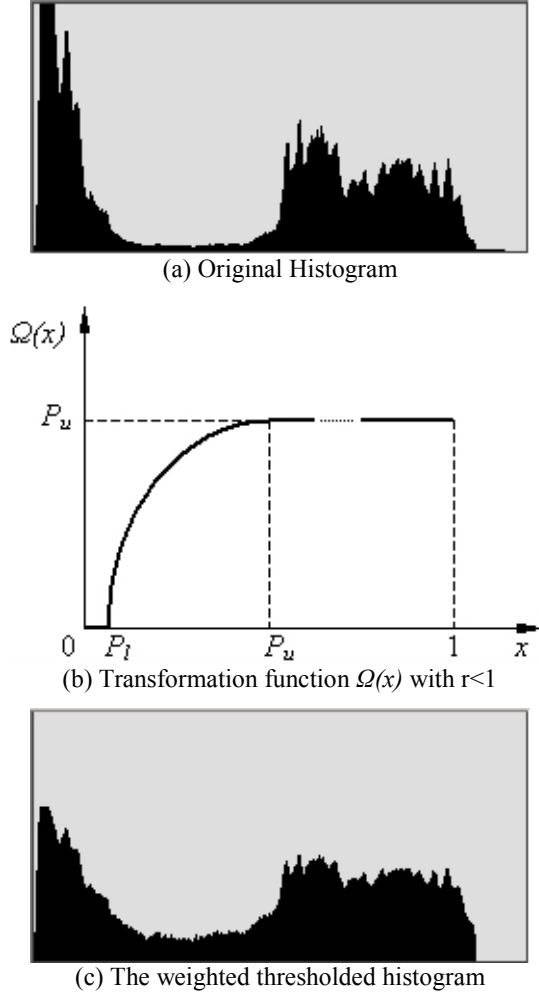 (a) Original Histogram
Ω(x)
P_u
0 P_l P_u 1 x
(b) Transformation function Ω(x) with r<1
(c) The weighted thresholded histogram